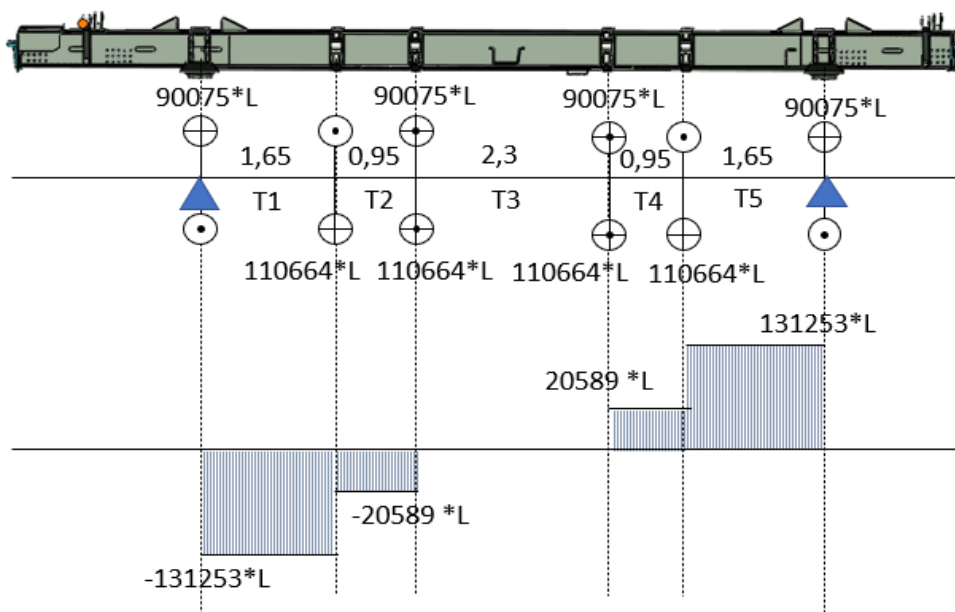 90075*L
90075*L
90075*L
90075*L
1,65
0,95
2,3
0,95
1,65
T1
T2
T3
T4
T5
110664*L
110664*L
110664*L
110664*L
131253*L
20589 *L
-20589 *L
-131253*L